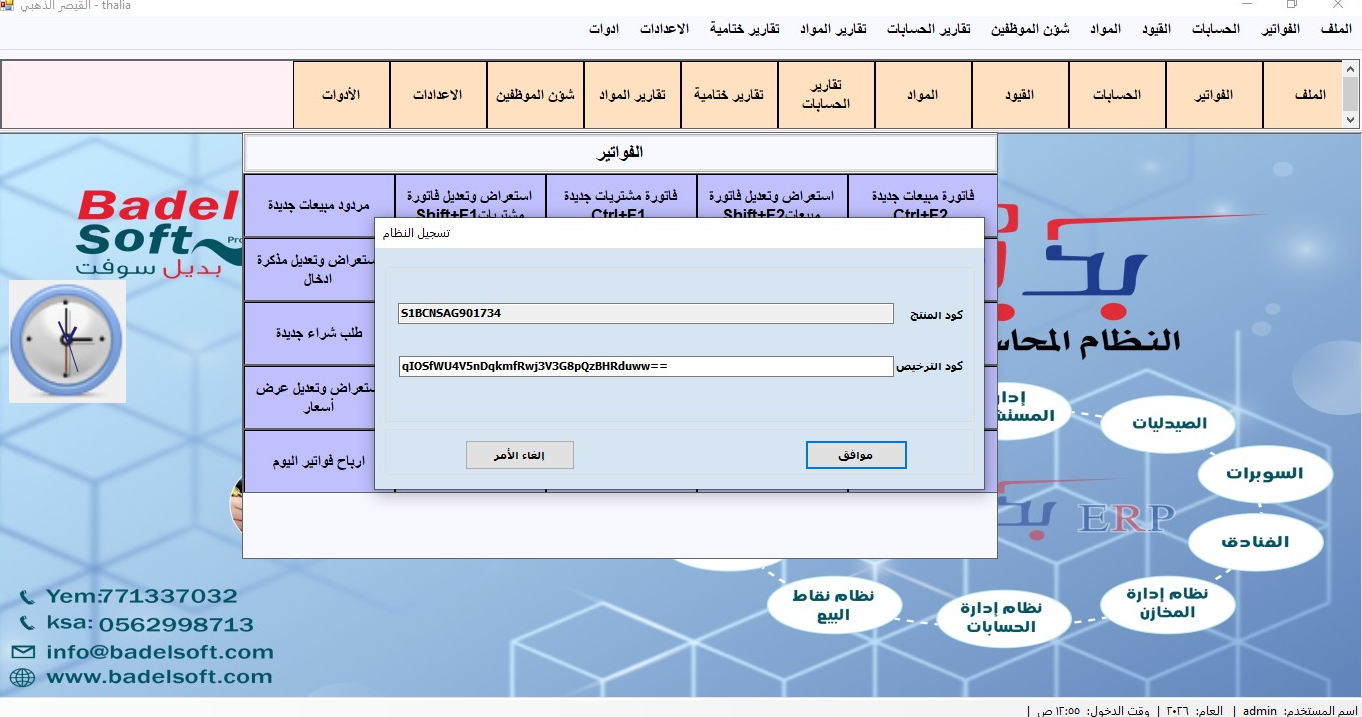 القيصر الذهبي - thalia
الملف الفواتير الحسابات القيود المواد شؤن الموظفين تقارير الحسابات تقارير المواد تقارير ختامية الاعدادات ادوات
الملف
الفواتير
الحسابات
القيود
المواد
تقارير
الحسابات
تقارير ختامية
تقارير المواد
شؤن الموظفين
الاعدادات
الأدوات
الفواتير
فاتورة مبيعات جديدة
Ctrl+F2
استعراض وتعديل فاتورة
مبيعات Shift+F2
فاتورة مشتريات جديدة
Ctrl+F1
استعراض وتعديل فاتورة
مشتريات Shift+F1
مردود مبيعات جديدة
ستعراض وتعديل مذكرة
ادخال
طلب شراء جديدة
ستعراض وتعديل عرض
أسعار
ارباح فواتير اليوم
تسجيل النظام
كود المنتج
S1BCNSAG901734
كود الترخيص
qIOSfWU4V5nDqkmfRwj3V3G8pQzBHRduww==
موافق
إلغاء الأمر
Badel
Soft
بديل سوفت
النظام المحاس
الصيدليات
السوبرات
ERP
الفنادق
نظام إدارة
المخازن
نظام إدارة
الحسابات
نظام نقاط
البيع
Yem:771337032
ksa: 0562998713
info@badelsoft.com
www.badelsoft.com
اسم المستخدم: admin | العام: ٢٠٢٦ | وقت الدخول: ١٢:٥٥ ص |